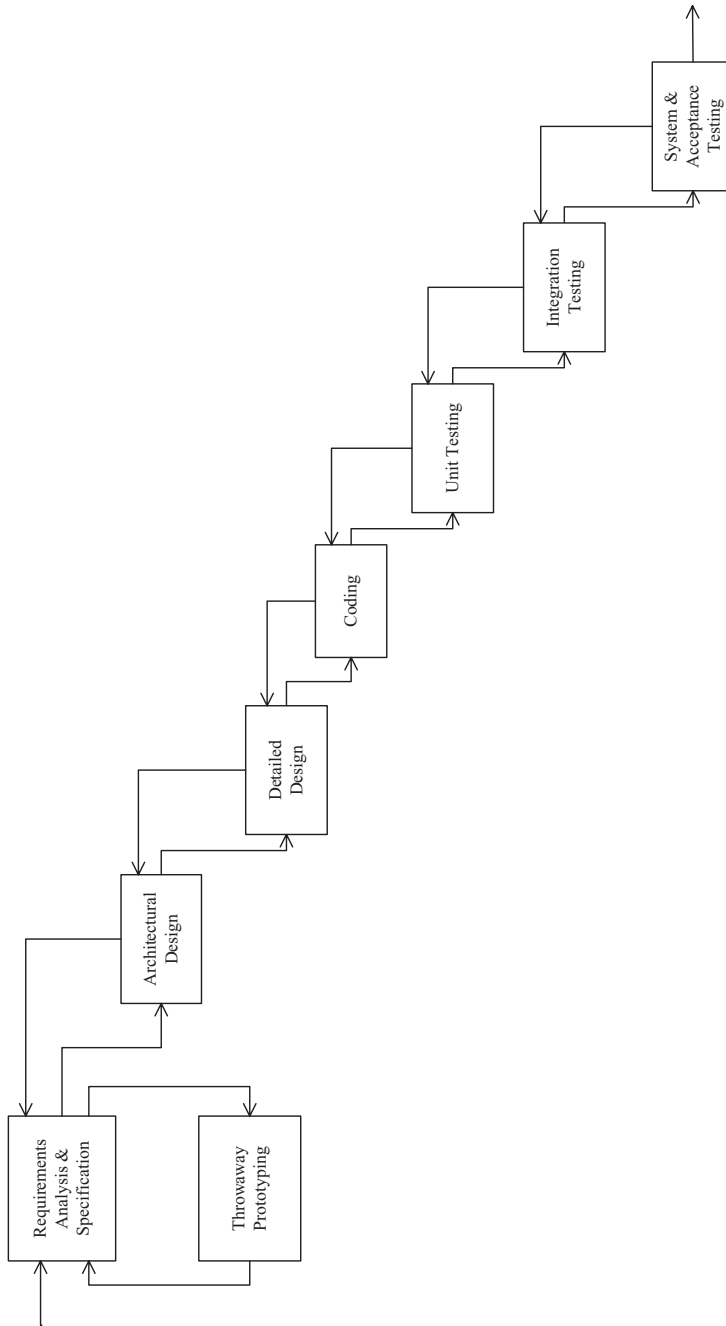 Requirements
Analysis &
Specification
Throwaway
Prototyping
Architectural
Design
Detailed
Design
Coding
Unit Testing
Integration
Testing
System &
Acceptance
Testing